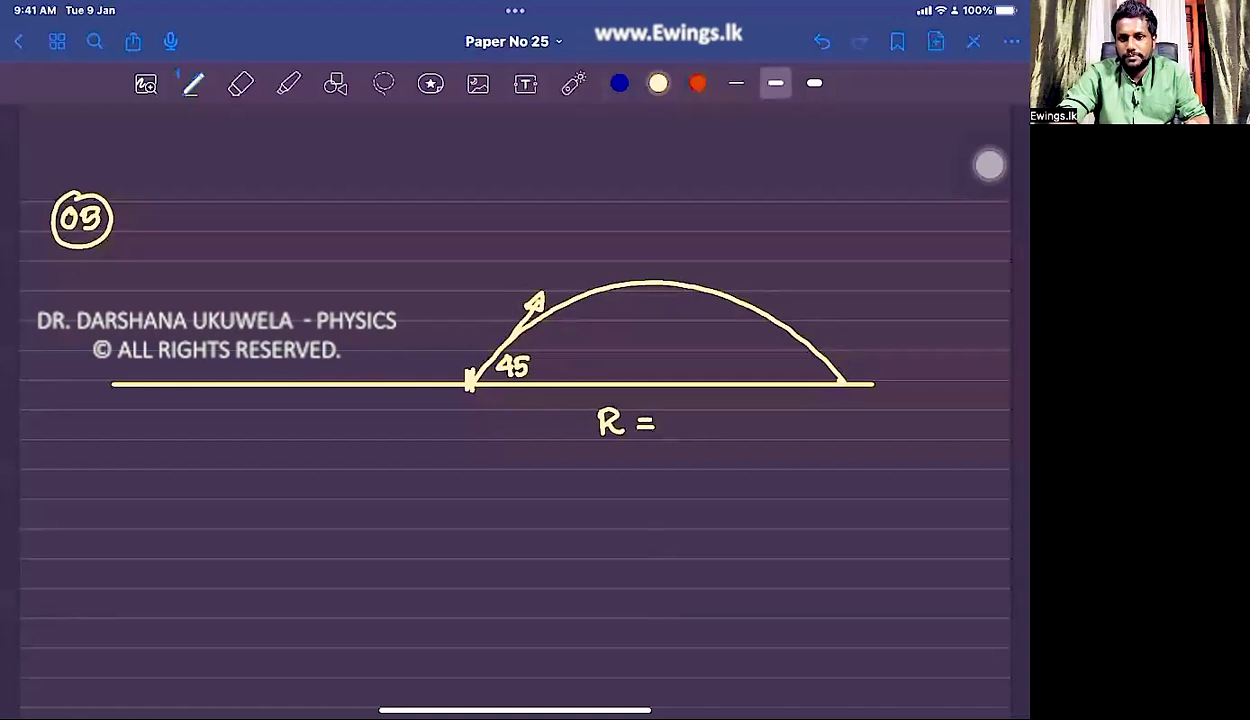 9:41 AM Tue 9 Jan
100%
Paper No 25
www.Ewings.lk
T
Ewings.lk
09
DR. DARSHANA UKUWELA - PHYSICS
© ALL RIGHTS RESERVED.
45
R =